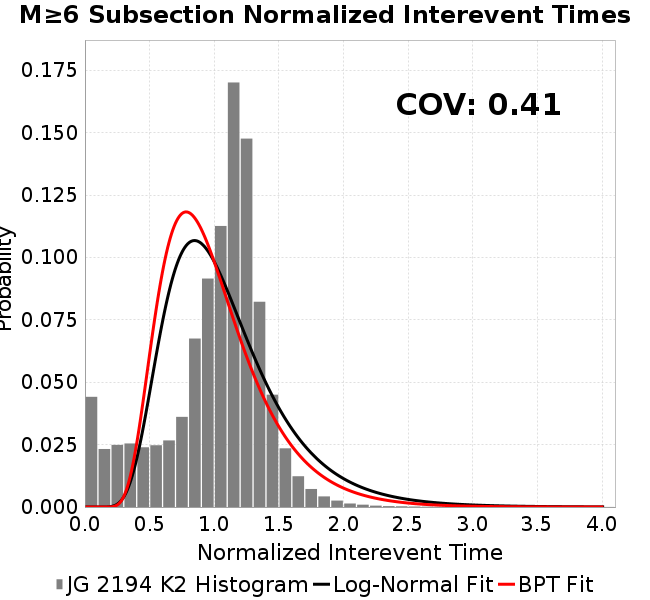 M≥6 Subsection Normalized Interevent Times
COV: 0.41
0.175
0.150
0.125
0.100
0.075
0.050
0.025
0.000
Probability
0.0 0.5 1.0 1.5 2.0 2.5 3.0 3.5 4.0
Normalized Interevent Time
JG 2194 K2 Histogram Log-Normal Fit BPT Fit